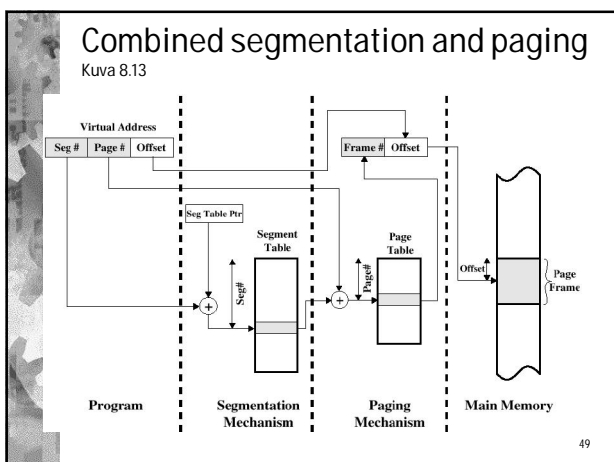 Combined segmentation and paging
Kuva 8.13
Virtual Address
Seg # Page # Offset
Frame # Offset
Seg Table Ptr
Segment
Table
Page
Table
Seg#
Page#
Offset
Page
Frame
+
+
Program
Segmentation
Mechanism
Paging
Mechanism
Main Memory
49